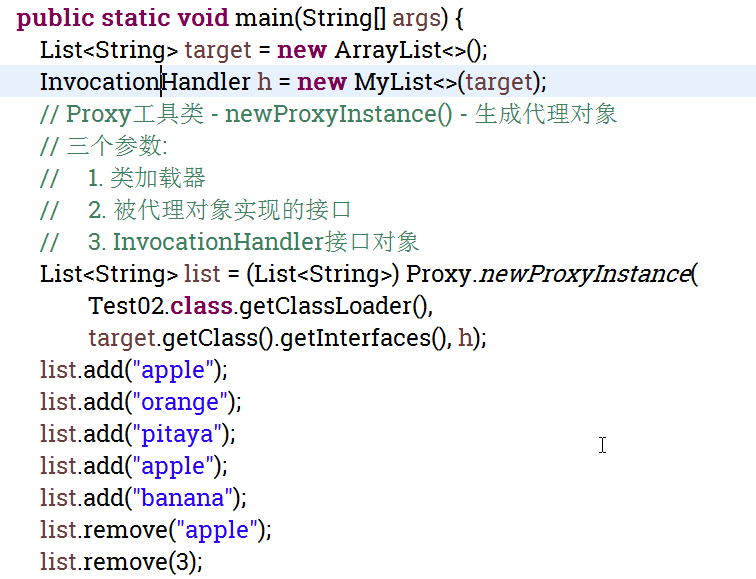 public static void main(String[] args) {
List<String> target = new ArrayList<>();
InvocationHandler h = new MyList<>(target);
// Proxy工具类 - newProxyInstance() - 生成代理对象
// 三个参数:
// 1. 类加载器
// 2. 被代理对象实现的接口
// 3. InvocationHandler接口对象
List<String> list = (List<String>) Proxy.newProxyInstance(
Test02.class.getClassLoader(),
target.getClass().getInterfaces(), h);
list.add("apple");
list.add("orange");
list.add("pitaya");
list.add("apple");
list.add("banana");
list.remove("apple");
list.remove(3);